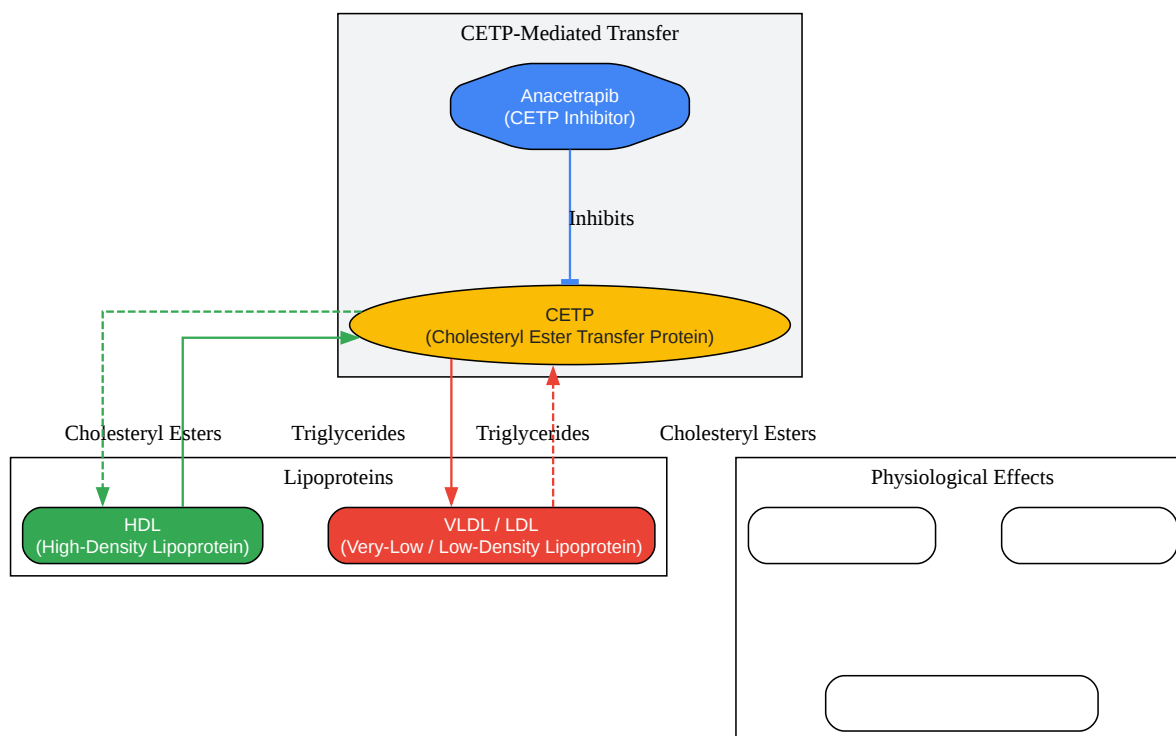 CETP-Mediated Transfer
Anacetrapib
(CETP Inhibitor)
Inhibits
CETP
(Cholesteryl Ester Transfer Protein)
Cholesteryl Esters
Triglycerides
Triglycerides
Cholesteryl Esters
Lipoproteins
Physiological Effects
HDL
(High-Density Lipoprotein)
VLDL / LDL
(Very-Low / Low-Density Lipoprotein)